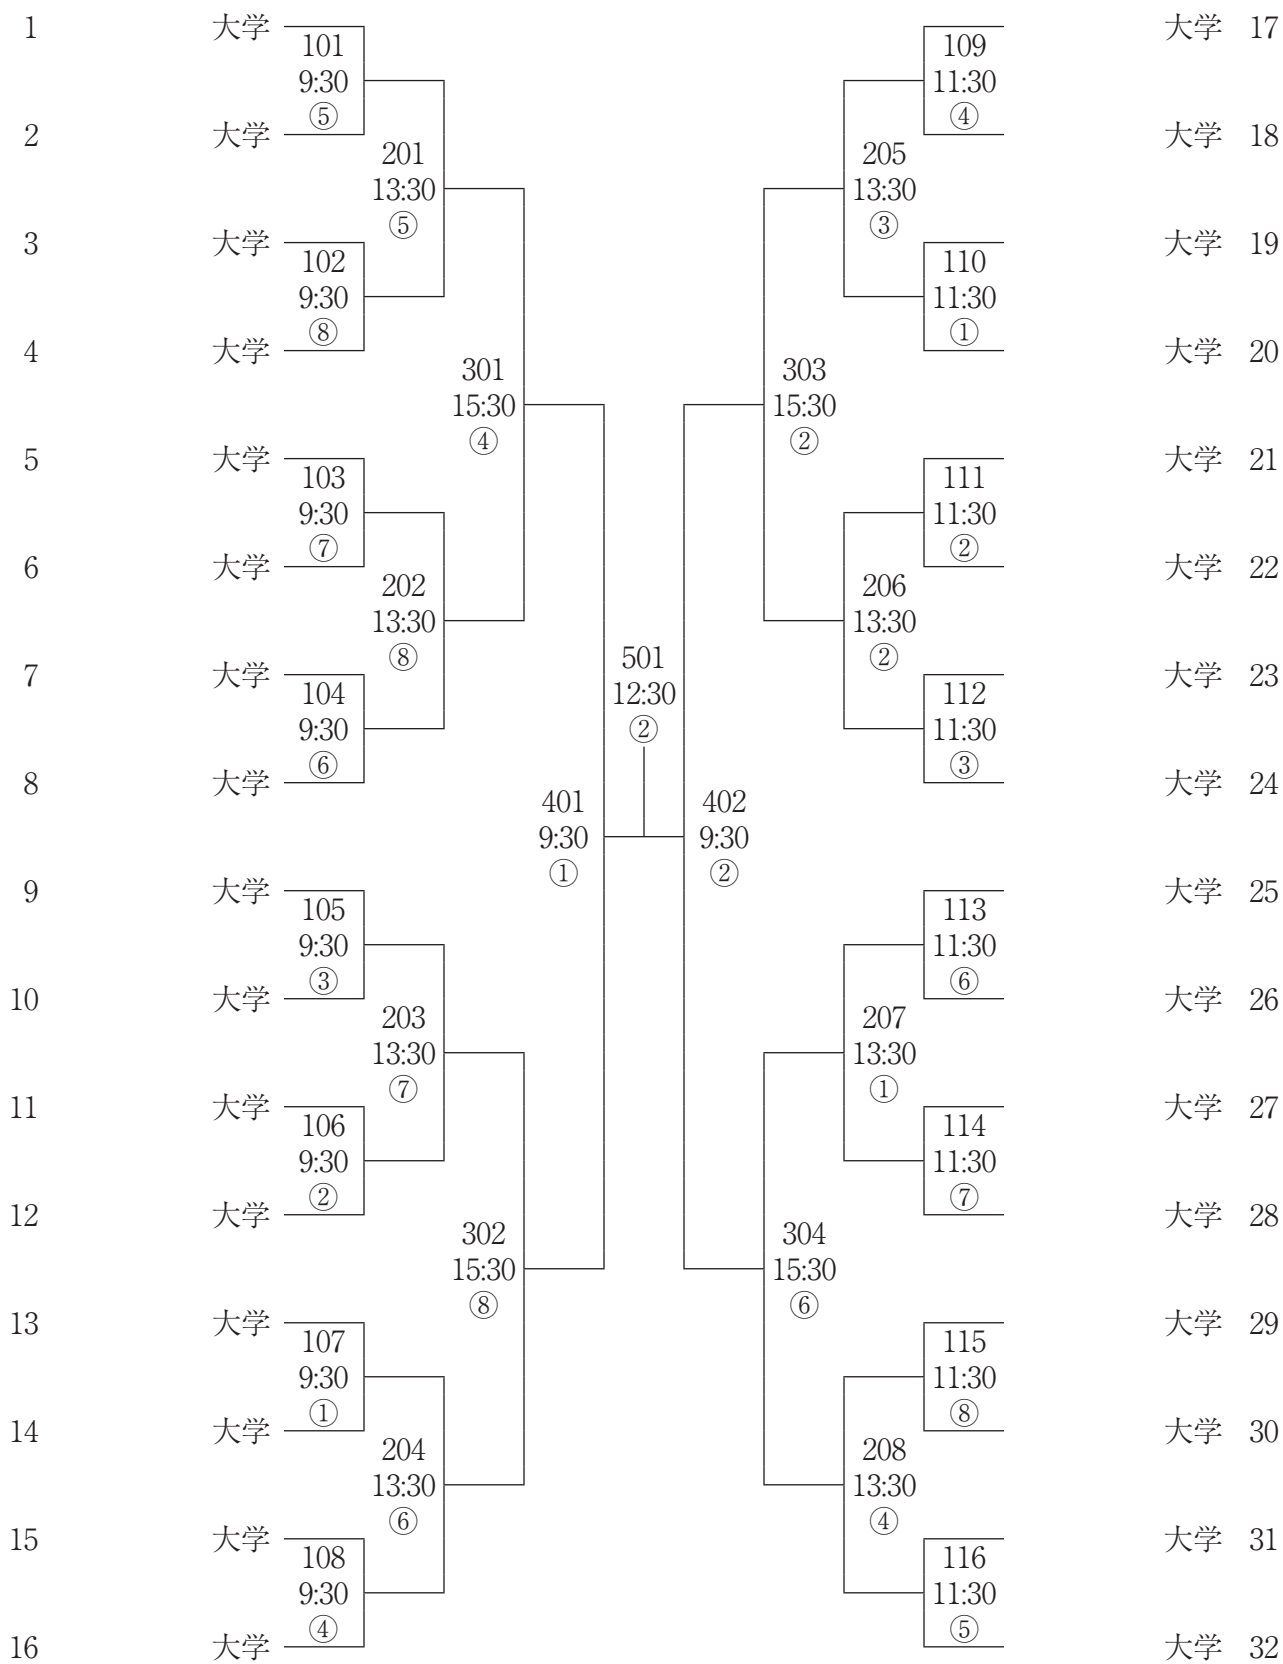 1 大学
101
9:30
⑤
2 大学
201
13:30
⑤
3 大学
102
9:30
⑧
4 大学
301
15:30
④
5 大学
103
9:30
⑦
6 大学
202
13:30
⑧
7 大学
104
9:30
⑥
8 大学
401
9:30
①
9 大学
105
9:30
③
10 大学
203
13:30
⑦
11 大学
106
9:30
②
12 大学
302
15:30
⑧
13 大学
107
9:30
①
14 大学
204
13:30
⑥
15 大学
108
9:30
④
16 大学
501
12:30
②
大学 17
109
11:30
④
大学 18
205
13:30
③
大学 19
110
11:30
①
大学 20
303
15:30
②
大学 21
111
11:30
②
大学 22
206
13:30
②
大学 23
112
11:30
③
大学 24
402
9:30
②
大学 25
113
11:30
⑥
大学 26
207
13:30
①
大学 27
114
11:30
⑦
大学 28
304
15:30
⑥
大学 29
115
11:30
⑧
大学 30
208
13:30
④
大学 31
116
11:30
⑤
大学 32